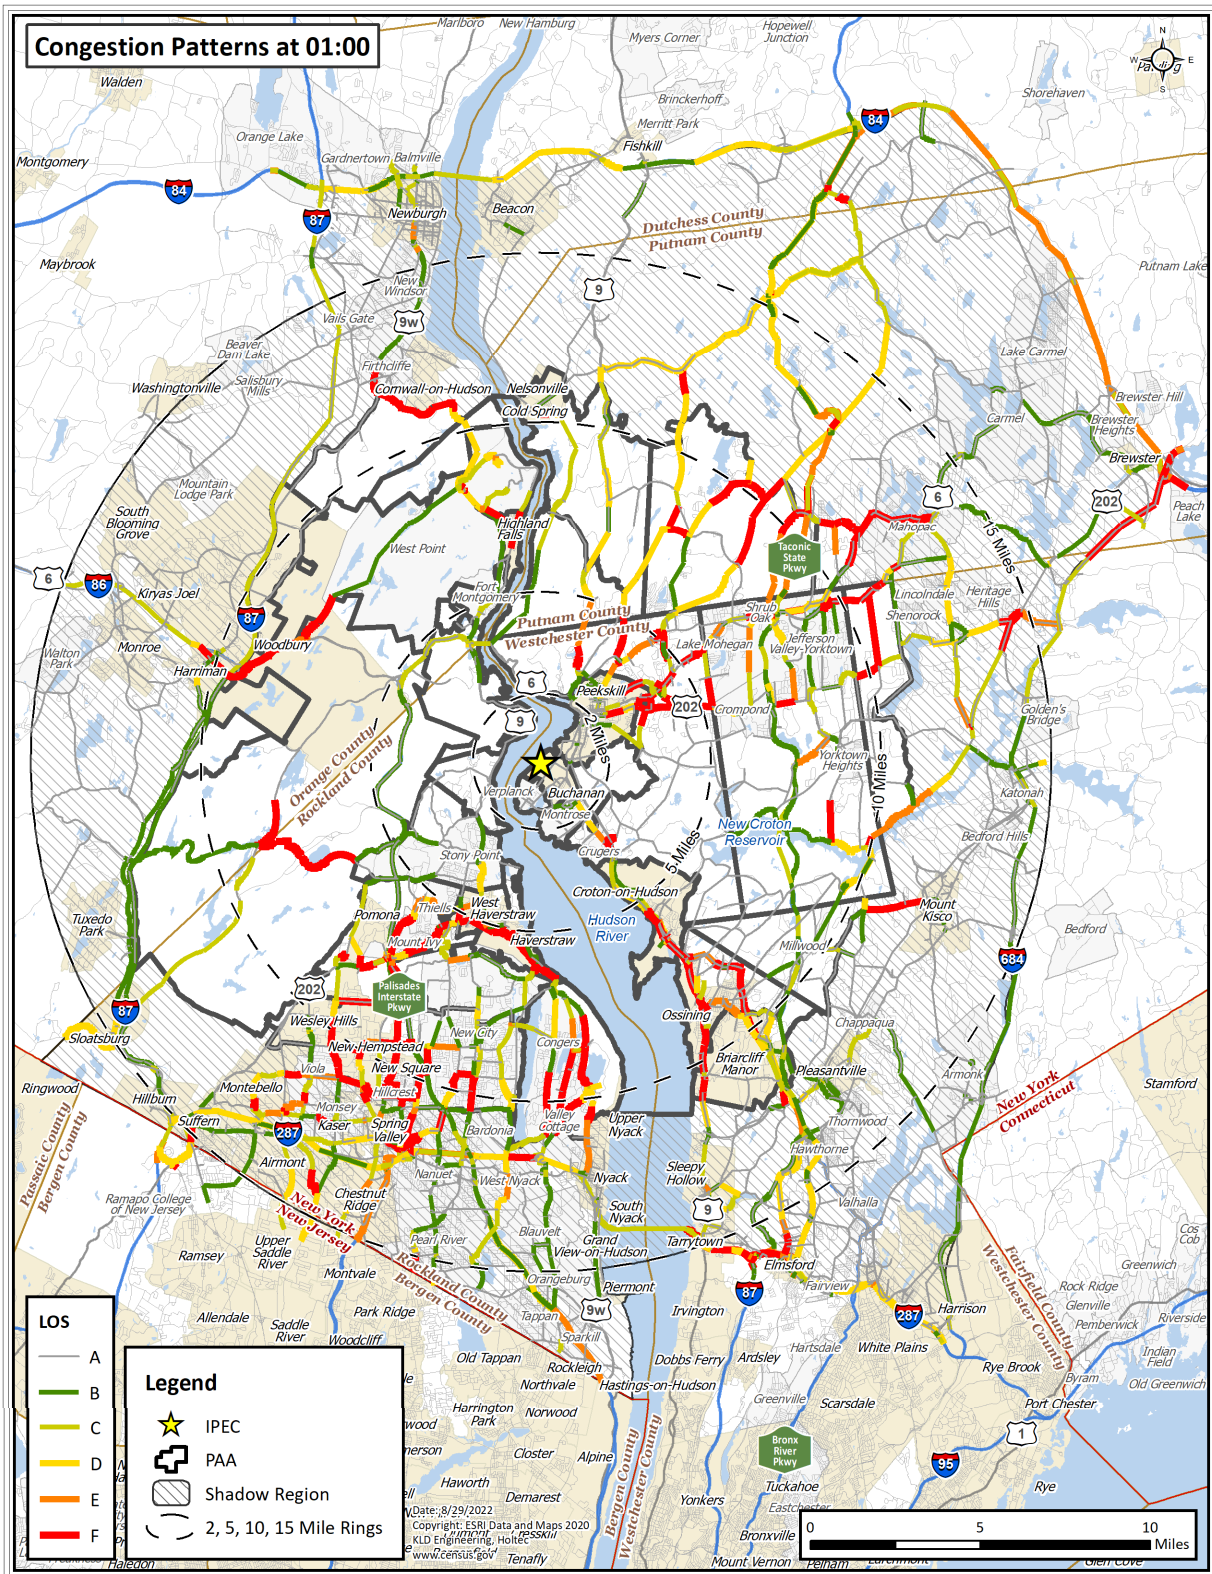 Congestion Patterns at 01:00
Marlboro
New Hamburg
Hopewell
Junction
Myers Corner
N
W
E
S
Walden
Brinckerhoff
Shorehaven
Merritt Park
84
Orange Lake
Fishkill
Montgomery
Gardnertown
Balmville
84
87
Newburgh
Beacon
Dutchess County
Putnam County
Maybrook
Putnam Lake
New
Windsor
9
9W
Vails Gate
Beaver
Dam Lake
Lake Carmel
Firthcliffe
Washingtonville
Salisbury
Mills
Cornwall-on-Hudson
Nelsonville
Cold Spring
Carmel
Brewster Hill
Brewster
Heights
Brewster
Mountain
Lodge Park
6
202
Peach
Lake
South
Blooming
Grove
Highland
Falls
Mahopac
15 Miles
West Point
Taconic
State
Pkwy
6
86
Kiryas Joel
Fort
Montgomery
Lincolndale
Heritage
Hills
87
Putnam County
Westchester County
Shrub
Oak
Shenorock
Monroe
Woodbury
Lake Mohegan
Jefferson
Valley-Yorktown
Walton
Park
Harriman
6
Peekskill
202
Crompond
Golden's
Bridge
9
2 Miles
Orange County
Rockland County
Yorktown
Heights
10 Miles
Verplanck
Buchanan
Katonah
Montrose
New Croton
Reservoir
Bedford Hills
Stony Point
Crugers
5 Miles
Croton-on-Hudson
Tuxedo
Park
Pomona
Thiells
West
Haverstraw
Mount
Kisco
Hudson
River
Bedford
Mount Ivy
Haverstraw
Millwood
684
202
Palisades
Interstate
Pkwy
87
Wesley Hills
Ossining
Chappaqua
Sloatsburg
New City
New Hempstead
Congers
Viola
New Square
Briarcliff
Manor
Ringwood
Montebello
Hillcrest
Pleasantville
Armonk
New York
Connecticut
Stamford
Hillburn
Monsey
Valley
Cottage
Suffern
Kaser
Spring
Valley
Upper
Nyack
Thornwood
287
Bardonia
Passaic County
Bergen County
Airmont
Hawthorne
Nanuet
West Nyack
Nyack
Sleepy
Hollow
Ramapo College
of New Jersey
Chestnut
Ridge
9
Valhalla
New York
New Jersey
South
Nyack
Cos
Cob
Blauvelt
Pearl River
Grand
View-on-Hudson
Tarrytown
Ramsey
Upper
Saddle
River
Elmsford
Greenwich
Montvale
Rockland County
Bergen County
Orangeburg
Piermont
Fairview
Fairfield County
Westchester County
Rock Ridge
87
Glenville
9W
Irvington
287
Harrison
Pemberwick
Riverside
Allendale
Park Ridge
Tappan
Saddle
River
Sparkill
Woodcliff
Hartsdale
White Plains
Indian
Field
Old Tappan
Dobbs Ferry
Ardsley
Rye Brook
Rockleigh
Byram
Old Greenwich
Northvale
Hastings-on-Hudson
Greenville
Harrington
Park
Norwood
Scarsdale
Port Chester
1
Bronx
River
Pkwy
Closter
Alpine
Bergen County
Westchester County
95
Haworth
Tuckahoe
Rye
Demarest
Yonkers
Eastchester
Bronxville
Tenafly
Mount Vernon
Pelham
Larchmont
Glen Cove
Haledon
LOS
A
B
C
D
E
F
Legend
IPEC
PAA
Shadow Region
2, 5, 10, 15 Mile Rings
Date: 8/29/2022
Copyright: ESRI Data and Maps 2020
KLD Engineering, Holtec
www.census.gov
0
5
10
Miles